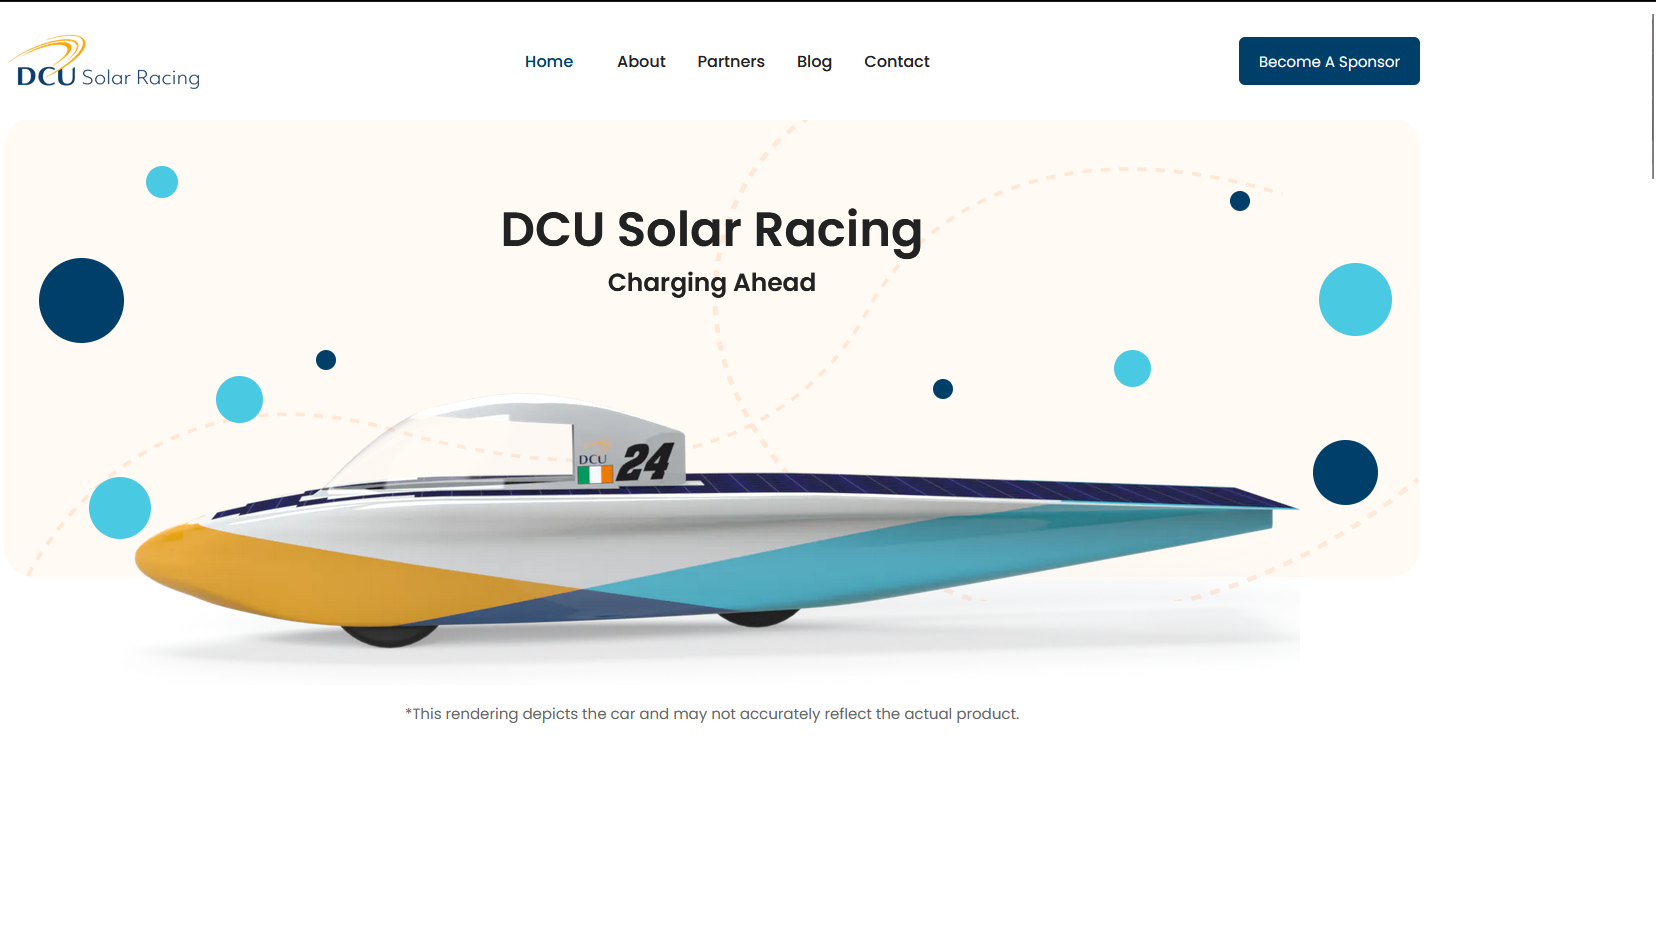 DCU Solar Racing
Home About Partners Blog Contact
Become A Sponsor
DCU Solar Racing
Charging Ahead
DCU
24
*This rendering depicts the car and may not accurately reflect the actual product.